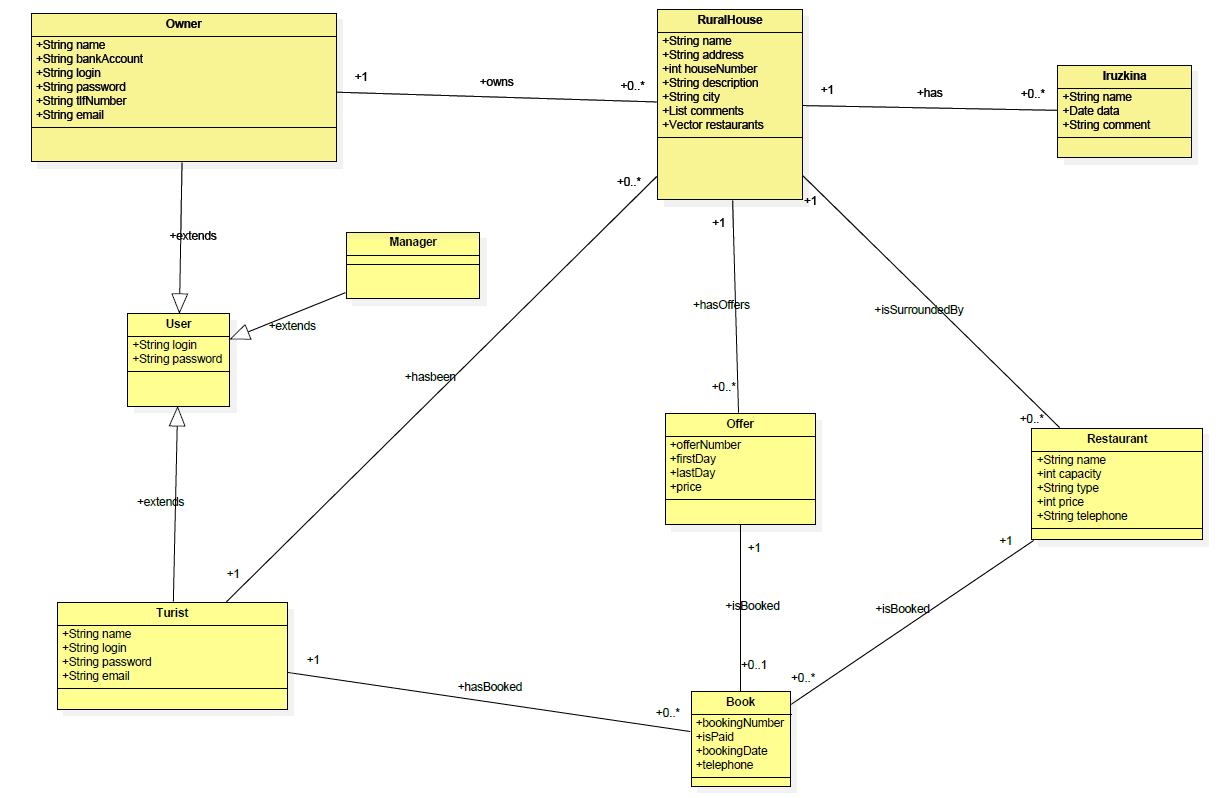 Owner
+String name
+String bankAccount
+String login
+String password
+String tlfNumber
+String email
+1
+owns
+0..*
RuralHouse
+String name
+String address
+int houseNumber
+String description
+String city
+List comments
+Vector restaurants
+1
+has
+0..*
Iruzkina
+String name
+Date data
+String comment
+0..*
+1
+1
+extends
Manager
+extends
User
+String login
+String password
+hasOffers
+isSurroundedBy
+hasbeen
+0..*
+0..*
Offer
+offerNumber
+firstDay
+lastDay
+price
Restaurant
+String name
+int capacity
+String type
+int price
+String telephone
+extends
+1
+1
+1
+isBooked
+isBooked
Turist
+String name
+String login
+String password
+String email
+1
+hasBooked
+0..*
+0..1
+0..*
Book
+bookingNumber
+isPaid
+bookingDate
+telephone